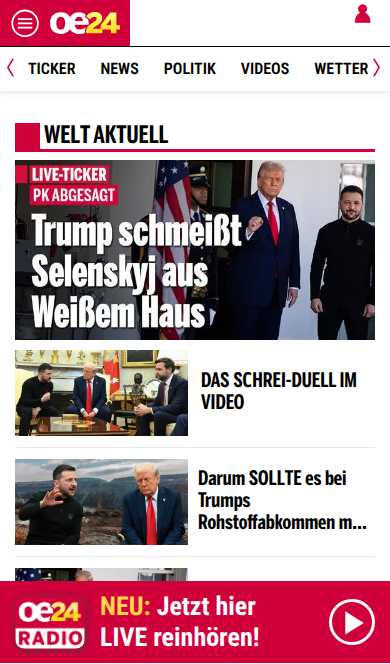 oe24
TICKER NEWS POLITIK VIDEOS WETTER
WELT AKTUELL
LIVE-TICKER
PK ABGESAGT
Trump schmeißt
Selenskyj aus
Weißem Haus
DAS SCHREI-DUELL IM
VIDEO
Darum SOLLTE es bei
Trumps
Rohstoffabkommen m...
oe24
RADIO
NEU: Jetzt hier
LIVE reinhören!